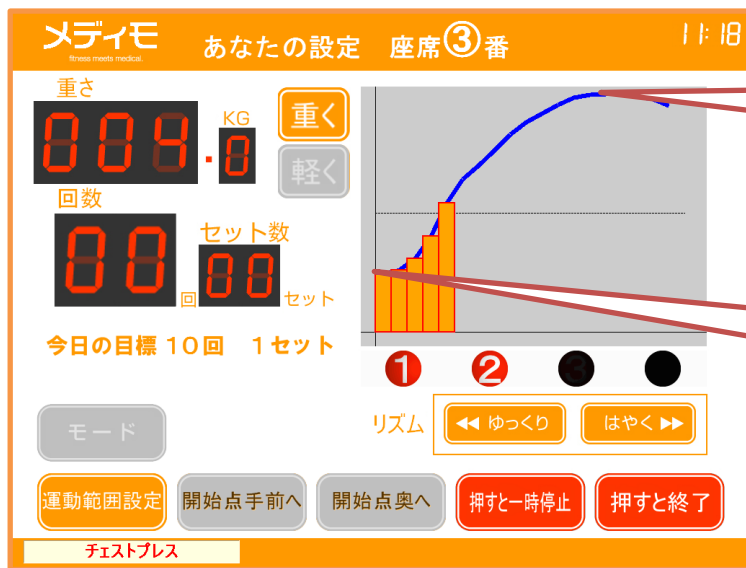 メディモ
fitness meets medical.
あなたの設定 座席③番
11:18
重さ
004.0
KG
重く
軽く
回数
00
回
セット数
00
セット
今日の目標 10回 1セット
1 2 3
リズム
ゆっくり
はやく
モード
運動範囲設定
開始点手前へ
開始点奥へ
押すと一時停止
押すと終了
チェストプレス